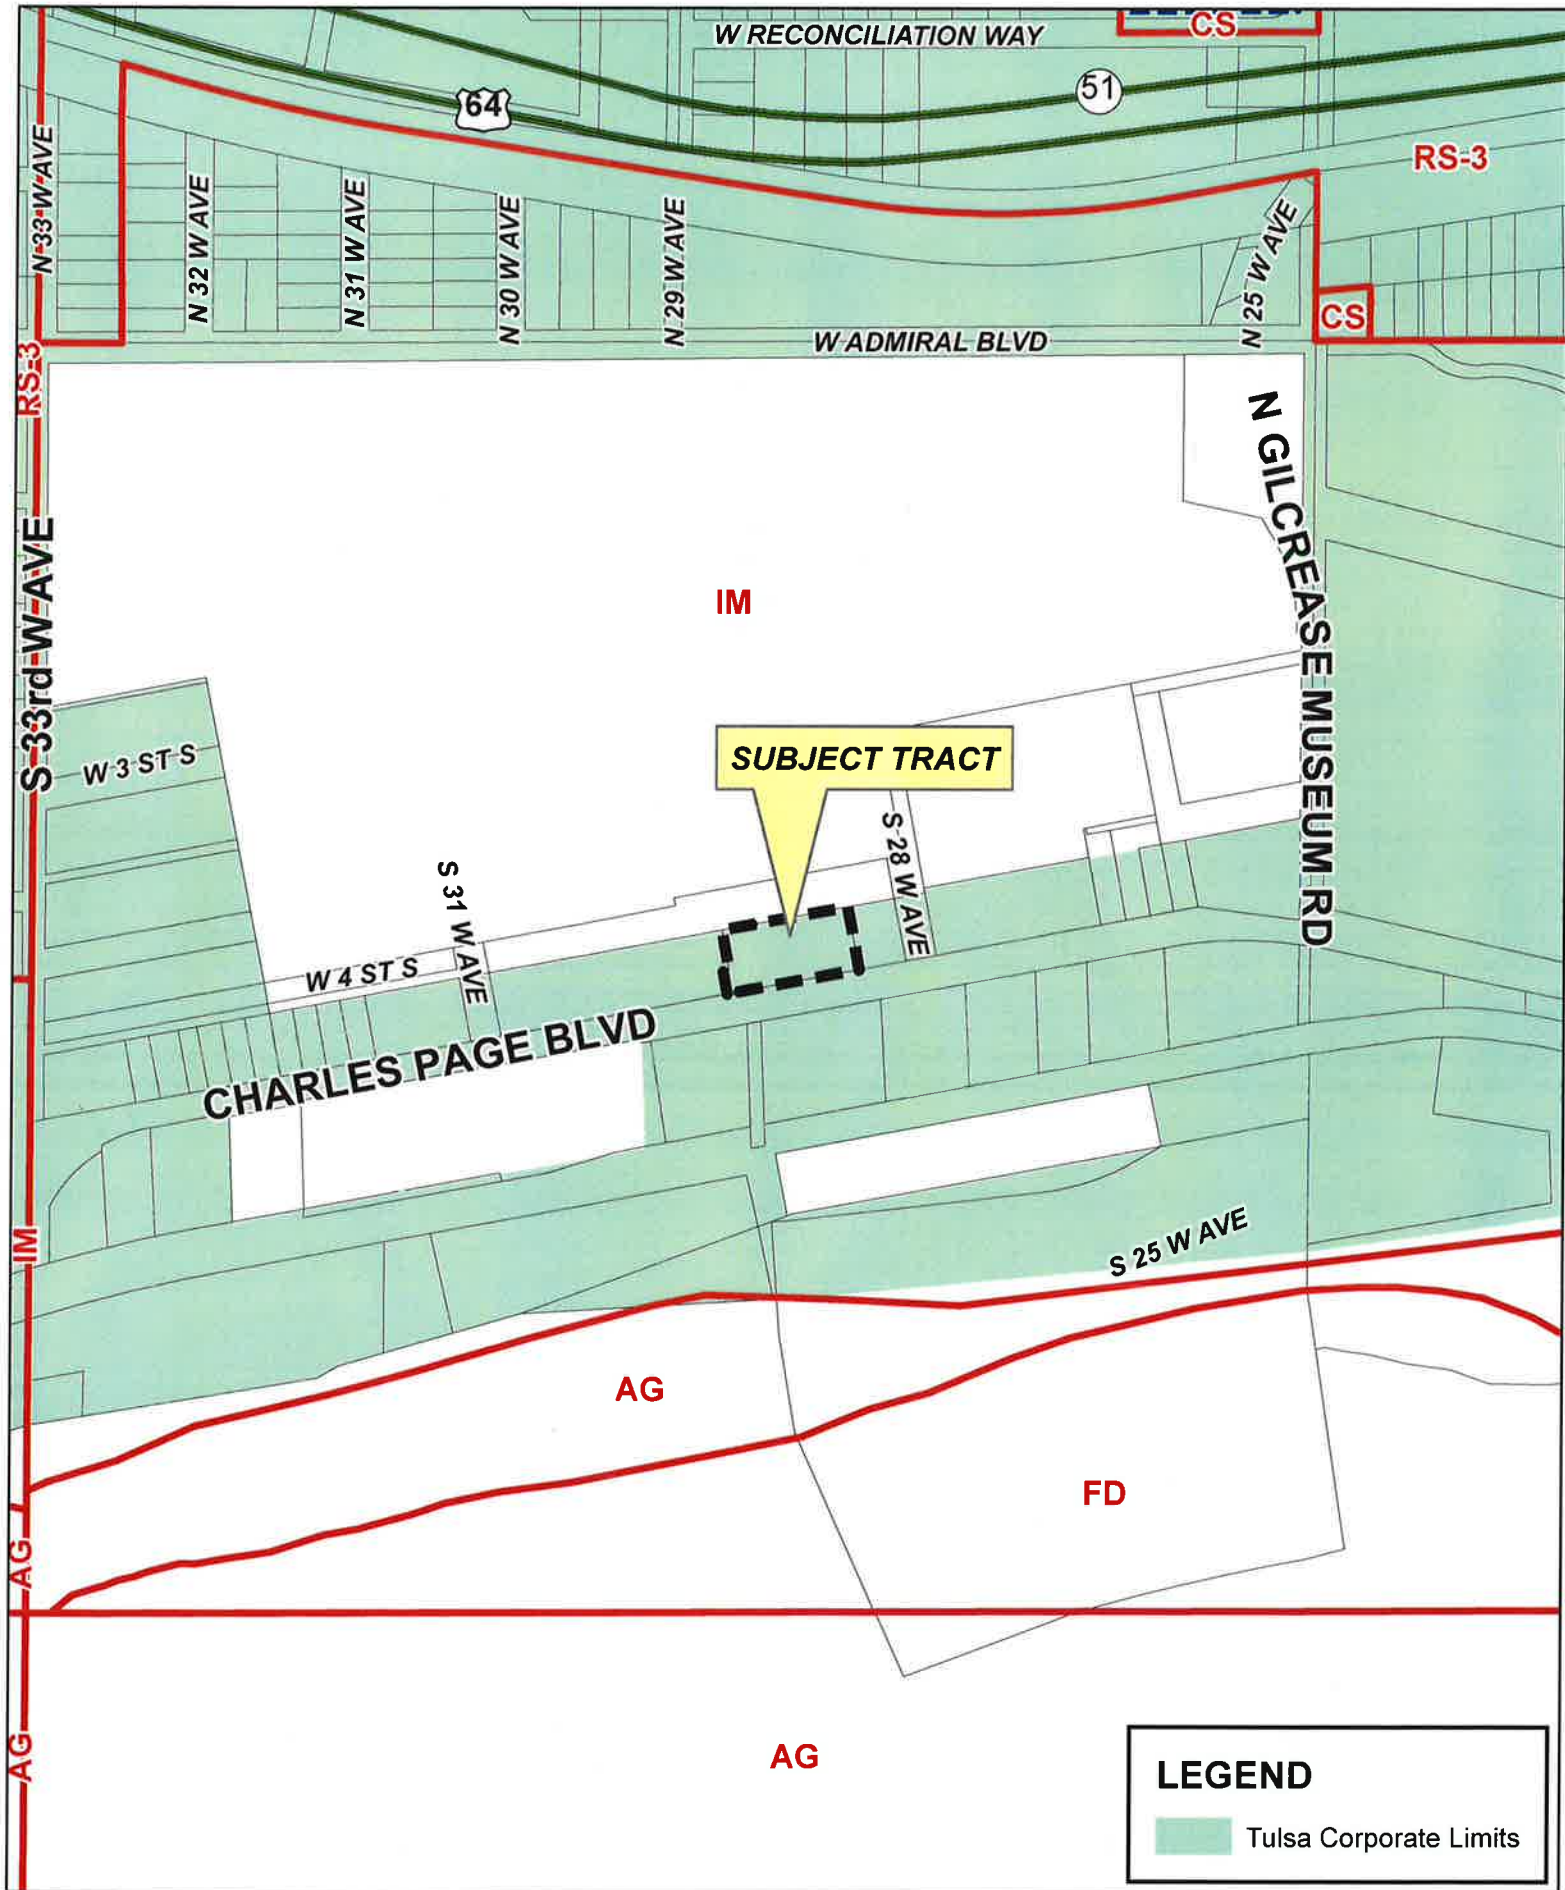 W RECONCILIATION WAY
CS
64
51
RS-3
N 33 W AVE
N 32 W AVE
N 31 W AVE
N 30 W AVE
N 29 W AVE
N 25 W AVE
CS
W ADMIRAL BLVD
RS-3
N GILCREASE MUSEUM RD
S 33rd W AVE
IM
W 3 ST S
SUBJECT TRACT
S 28 W AVE
S 31 W AVE
W 4 ST S
CHARLES PAGE BLVD
IM
S 25 W AVE
AG
FD
AG
AG
AG
LEGEND
Tulsa Corporate Limits